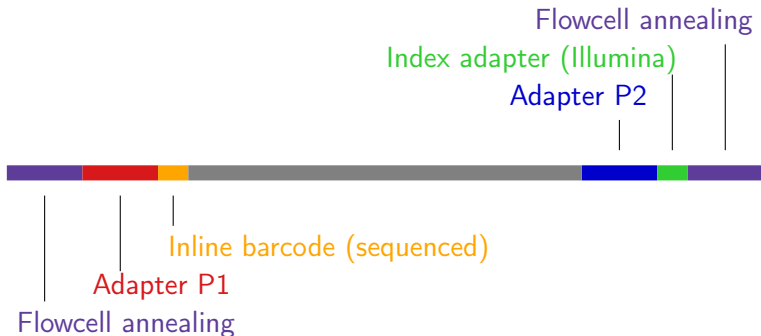 Flowcell annealing
Index adapter (Illumina)
Adapter P2
Inline barcode (sequenced)
Adapter P1
Flowcell annealing